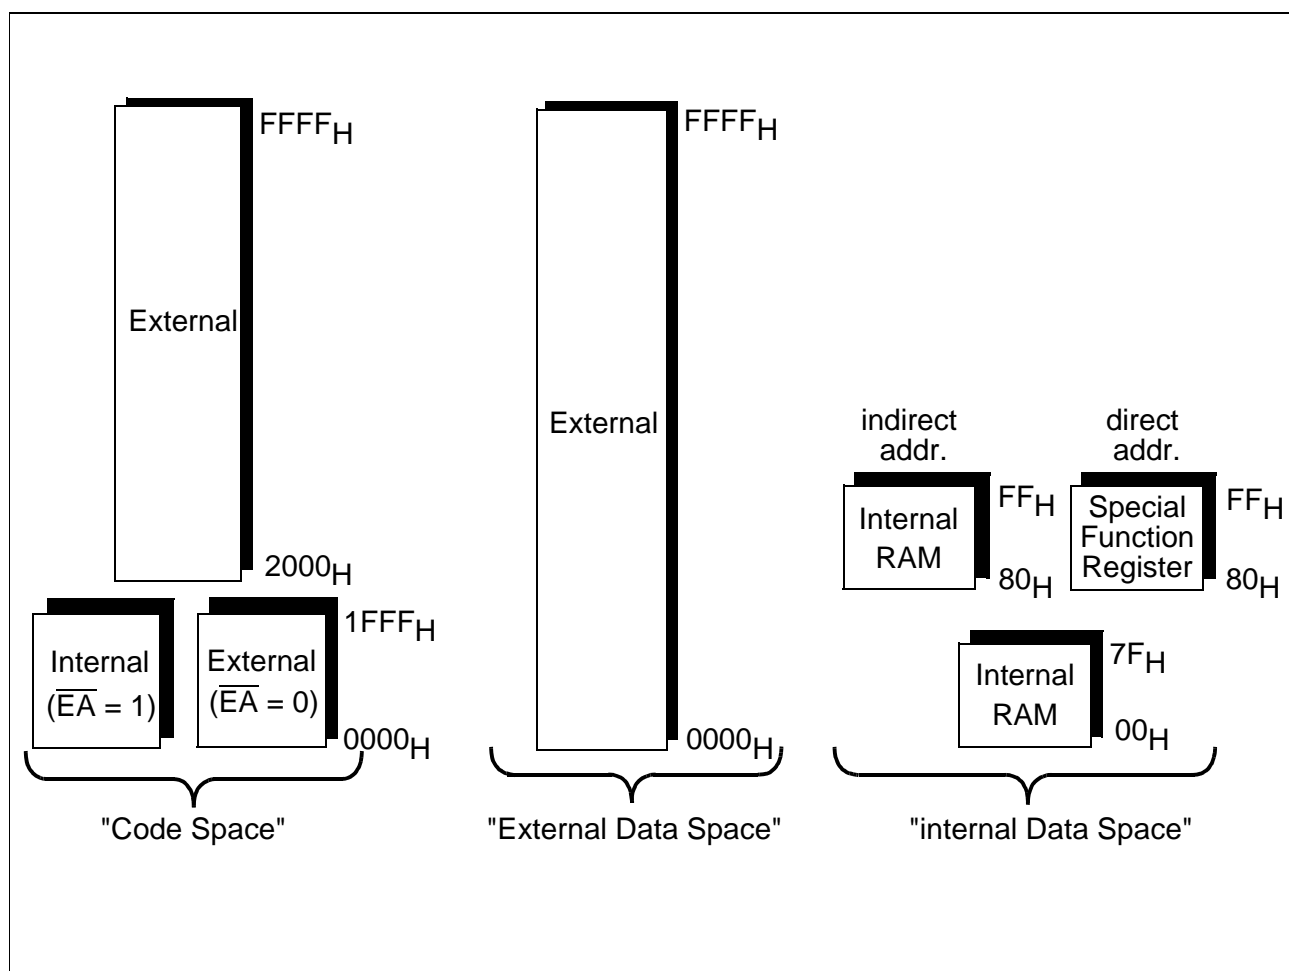 FFFFH
External
2000H
Internal
(EA = 1)
External
(EA = 0)
1FFFH
0000H
"Code Space"
FFFFH
External
0000H
"External Data Space"
indirect
addr.
Internal
RAM
FFH
80H
direct
addr.
Special
Function
Register
FFH
80H
Internal
RAM
7FH
00H
"internal Data Space"